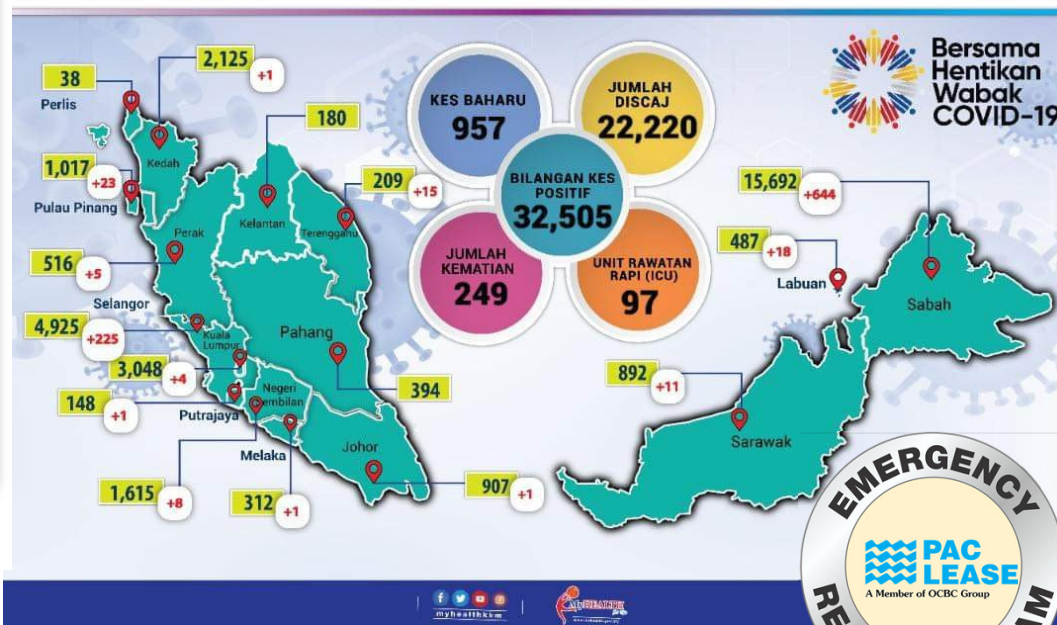 Bersama
Hentikan
Wabak
COVID-19
KES BAHARU
957
JUMLAH
DISCAJ
22,220
BILANGAN KES
POSITIF
32,505
JUMLAH
KEMATIAN
249
UNIT RAWATAN
RAPI (ICU)
97
38
Perlis
2,125
+1
Kedah
1,017
+23
Pulau Pinang
180
Kelantan
209
+15
Terengganu
Perak
516
+5
Selangor
4,925
+225
Kuala
Lumpur
3,048
+4
Pahang
394
148
+1
Putrajaya
Negeri
Sembilan
Melaka
1,615
+8
312
+1
Johor
907
+1
15,692
+644
Sabah
487
+18
Labuan
892
+11
Sarawak
EMERGENCY
PAC
LEASE
A Member of OCBC Group
myhealthkkm
MyHEALTH